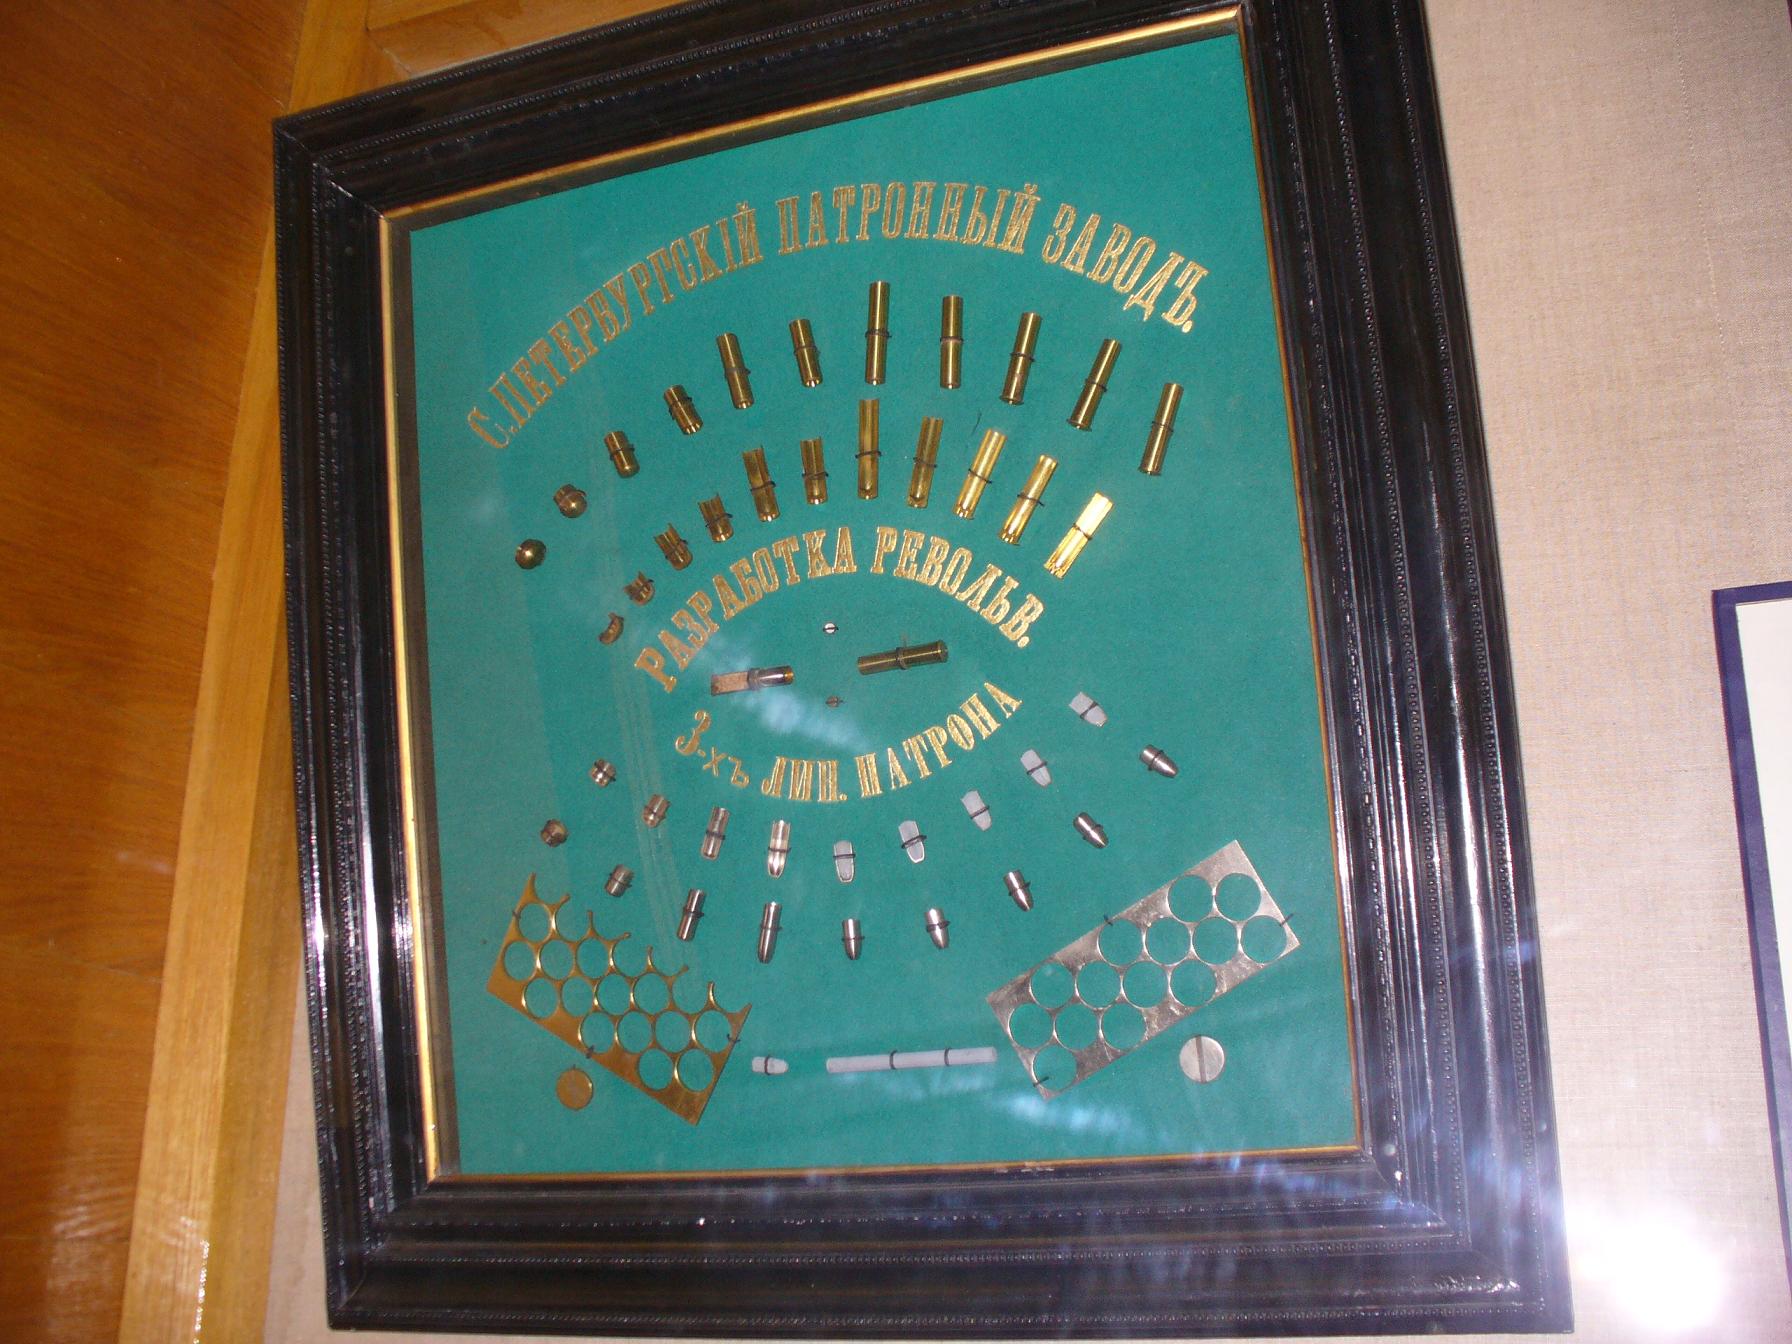 С.ПЕТЕРБУРГСКІЙ ПАТРОННЫЙ ЗАВОДЪ.
РАЗРАБОТКА РЕВОЛЬВ.
3-хъ ЛИН. ПАТРОНА